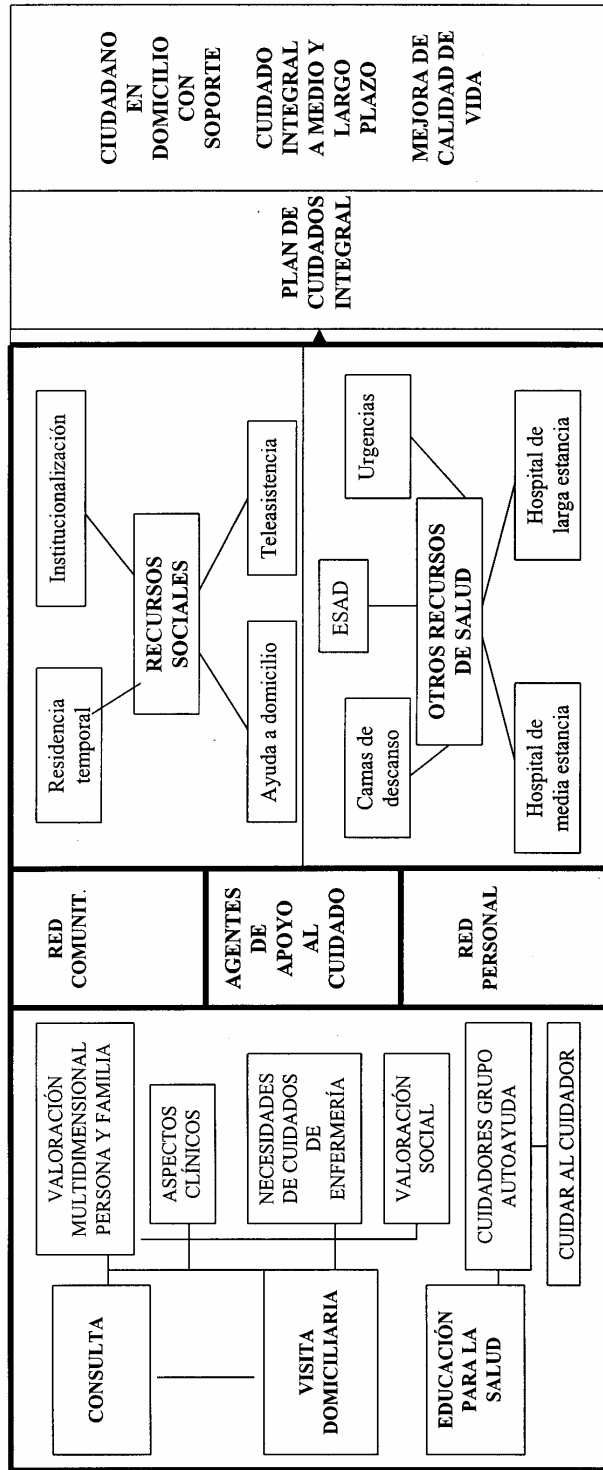 CONSULTA
VISITA
DOMICILIARIA
EDUCACIÓN
PARA LA
SALUD
VALORACIÓN
MULTIDIMENSIONAL
PERSONA Y FAMILIA
ASPECTOS
CLÍNICOS
NECESIDADES
DE CUIDADOS
DE
ENFERMERÍA
VALORACIÓN
SOCIAL
CUIDADORES GRUPO
AUTOAYUDA
CUIDAR AL CUIDADOR
RED
COMUNIT.
AGENTES
DE
APOYO
AL
CUIDADO
RED
PERSONAL
Residencia
temporal
Institucionalización
RECURSOS
SOCIALES
Ayuda a domicilio
Teleasistencia
Camas de
descanso
ESAD
Urgencias
OTROS RECURSOS
DE SALUD
Hospital de
media estancia
Hospital de
larga estancia
PLAN DE
CUIDADOS
INTEGRAL
CIUDADANO
EN
DOMICILIO
CON
SOPORTE
CUIDADO
INTEGRAL
A MEDIO Y
LARGO
PLAZO
MEJORA DE
CALIDAD DE
VIDA